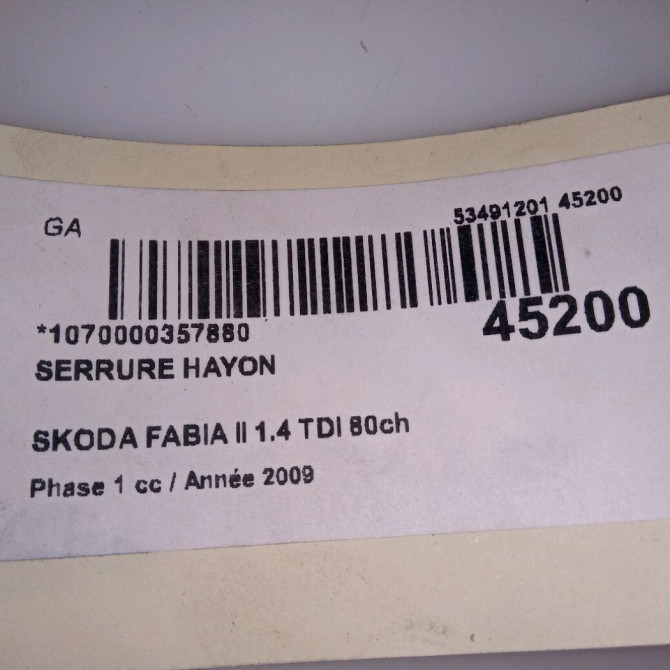 GA
53491201 45200
*1070000357880
45200
SERRURE HAYON
SKODA FABIA II 1.4 TDI 80ch
Phase 1 cc / Année 2009